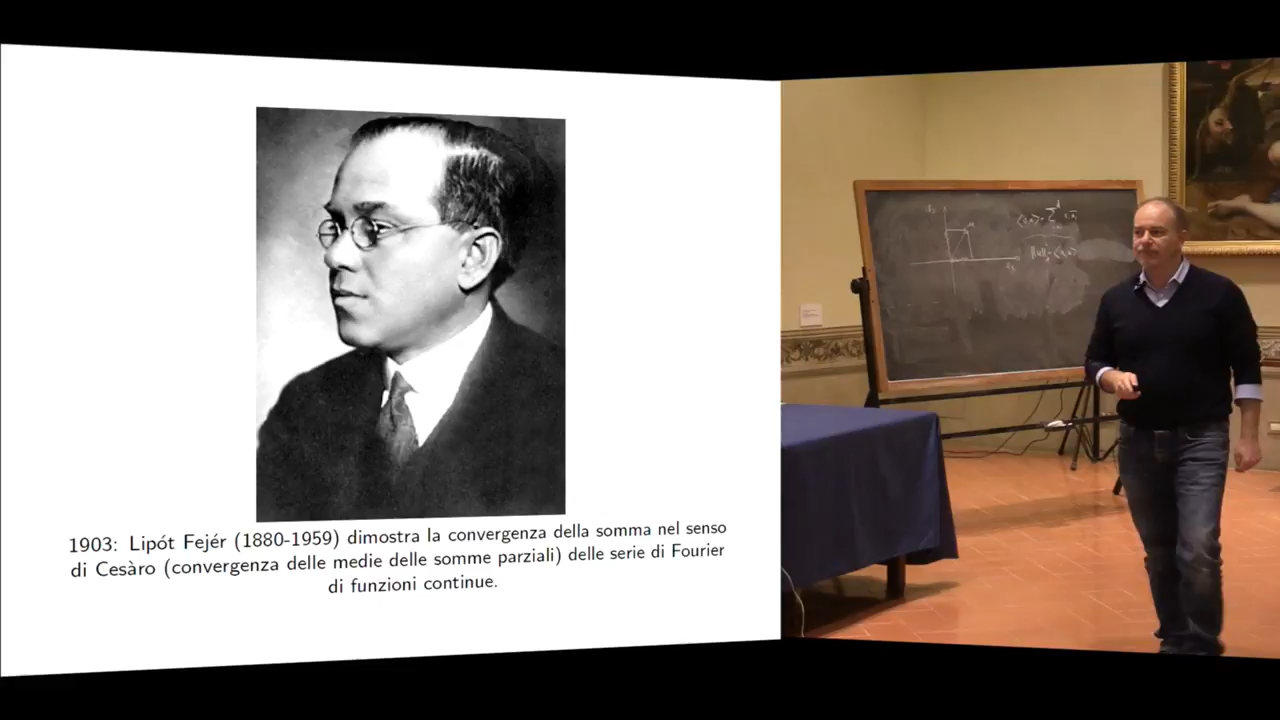 1903: Lipót Fejér (1880-1959) dimostra la convergenza della somma nel senso
di Cesàro (convergenza delle medie delle somme parziali) delle serie di Fourier
di funzioni continue.